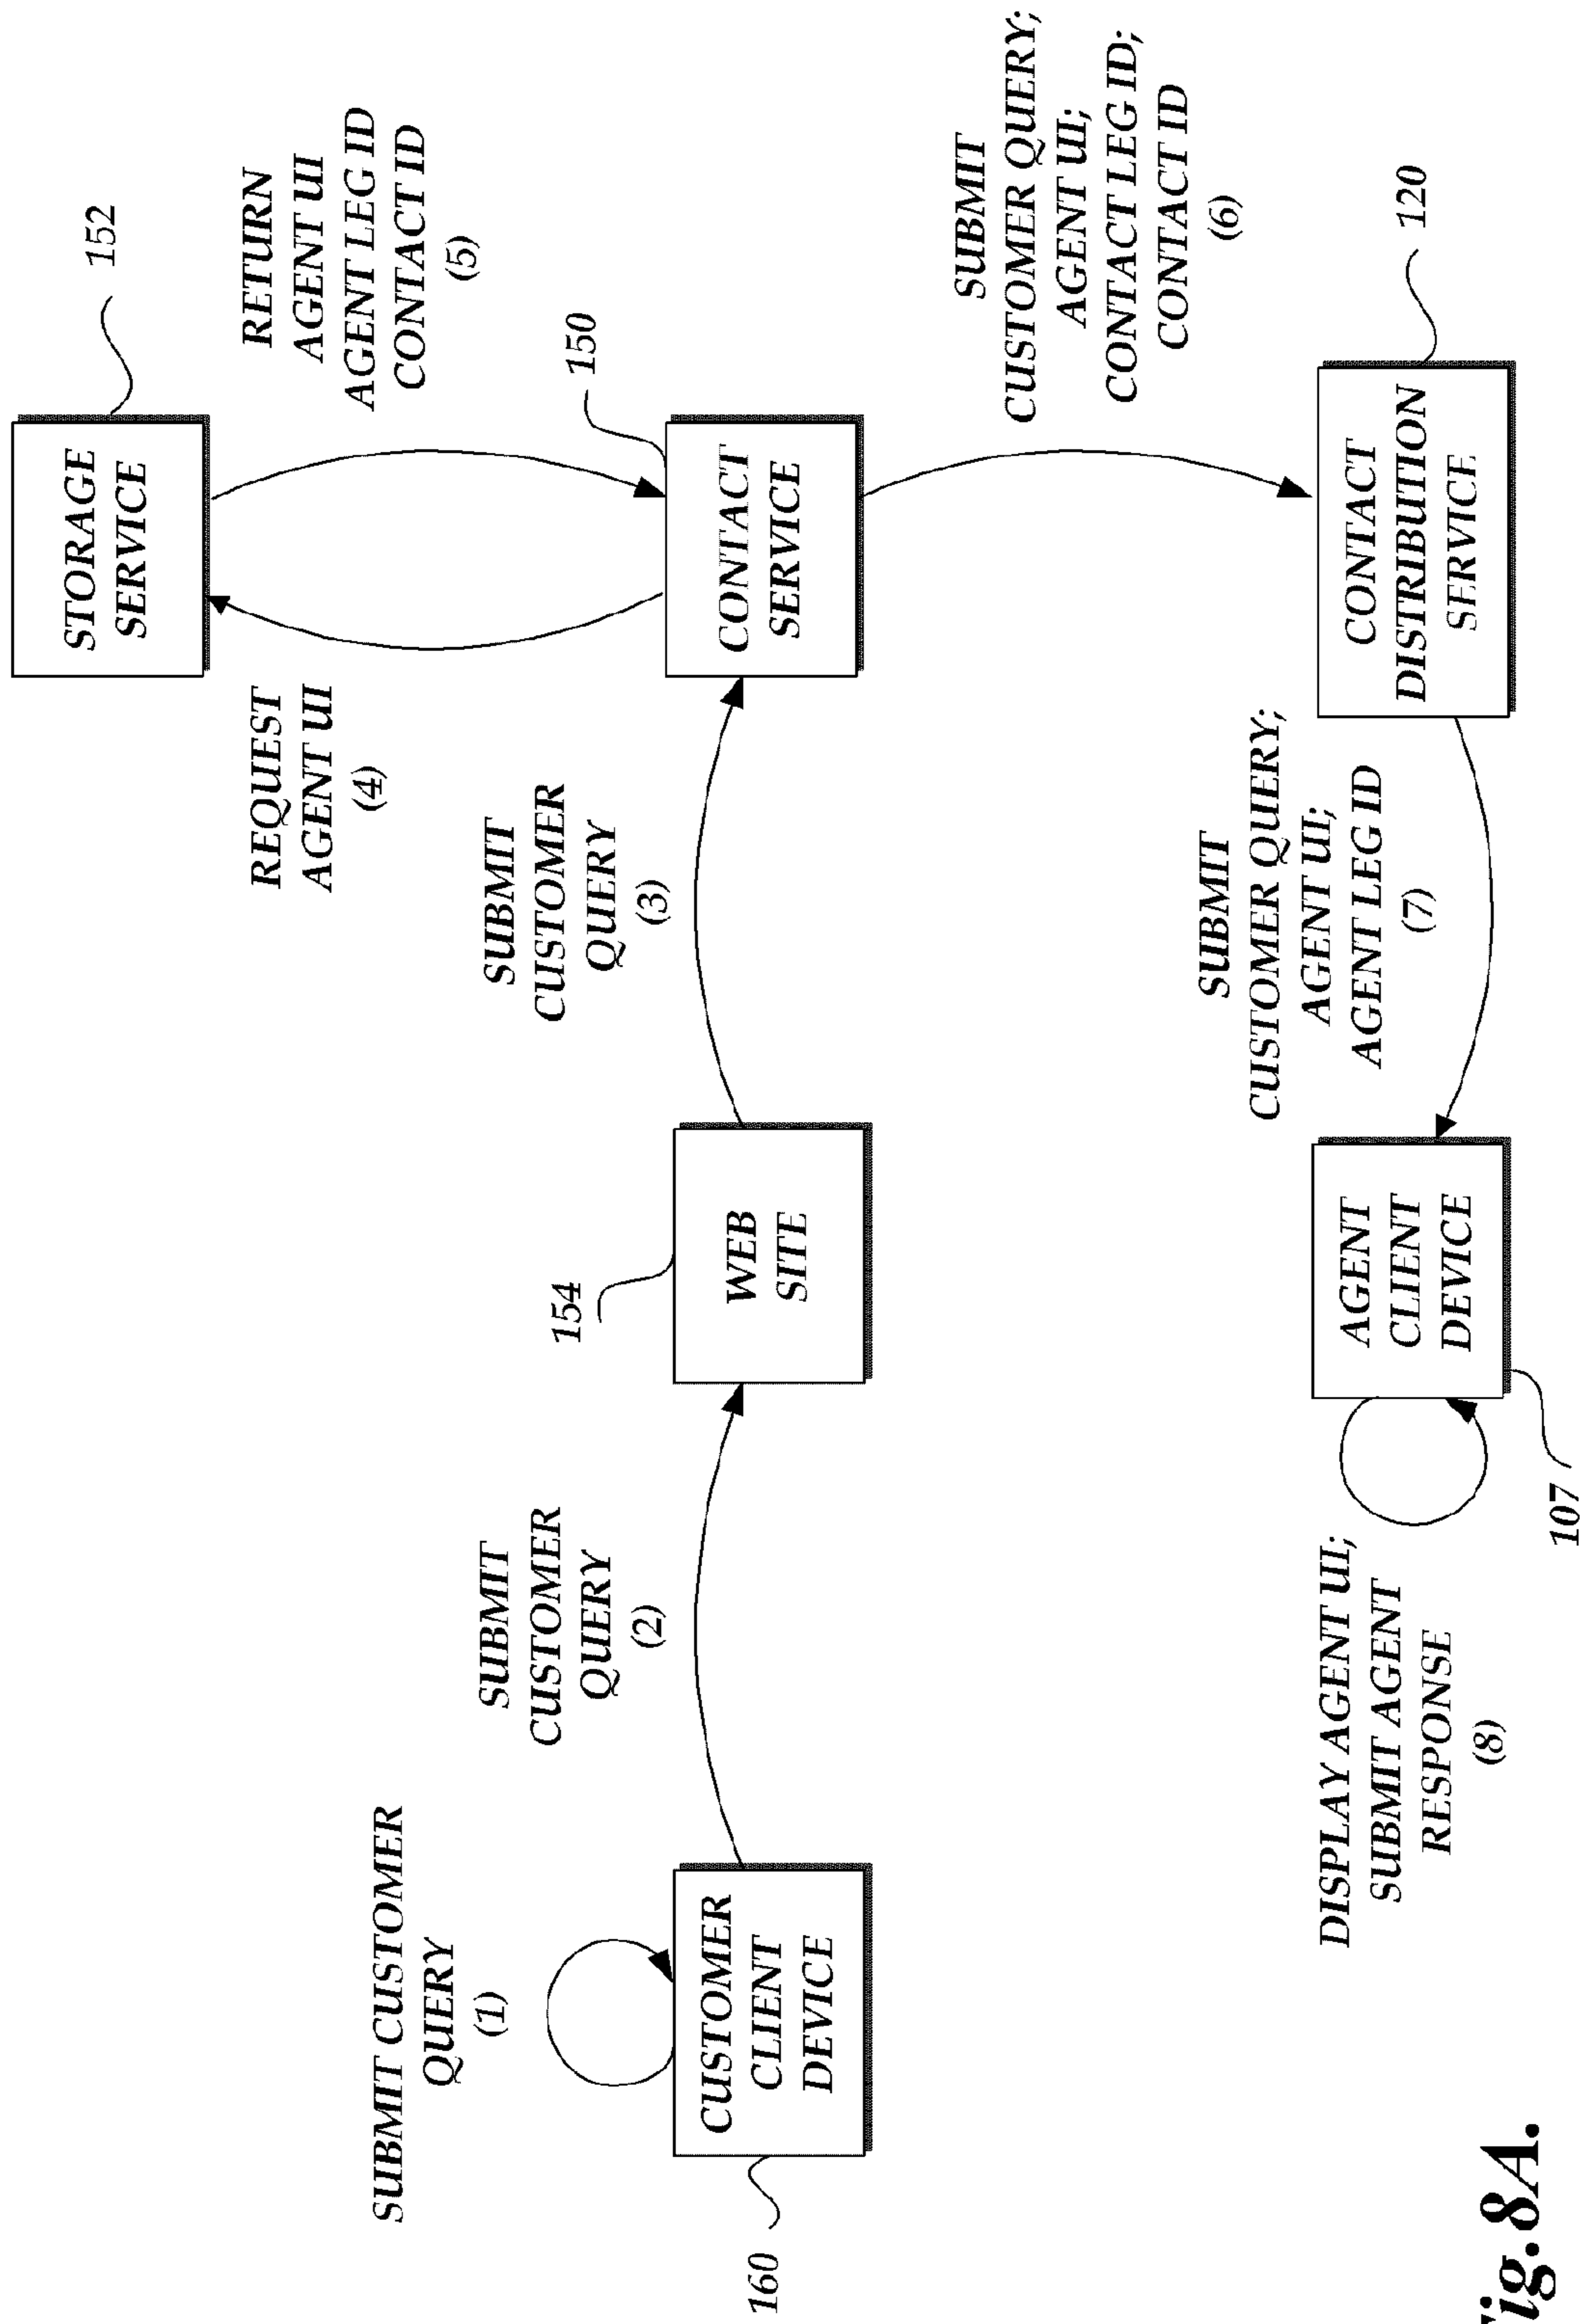 SUBMIT CUSTOMER
QUERY
(1)
CUSTOMER
CLIENT
DEVICE
160
SUBMIT
CUSTOMER
QUERY
(2)
154
WEB
SITE
SUBMIT
CUSTOMER
QUERY
(3)
REQUEST
AGENT UI
(4)
STORAGE
SERVICE
152
RETURN
AGENT UI
AGENT LEG ID
CONTACT ID
(5)
150
CONTACT
SERVICE
SUBMIT
CUSTOMER QUERY;
AGENT UI;
CONTACT LEG ID;
CONTACT ID
(6)
120
CONTACT
DISTRIBUTION
SERVICE
SUBMIT
CUSTOMER QUERY;
AGENT UI;
AGENT LEG ID
(7)
AGENT
CLIENT
DEVICE
107
DISPLAY AGENT UI;
SUBMIT AGENT
RESPONSE
(8)
ig.8A.